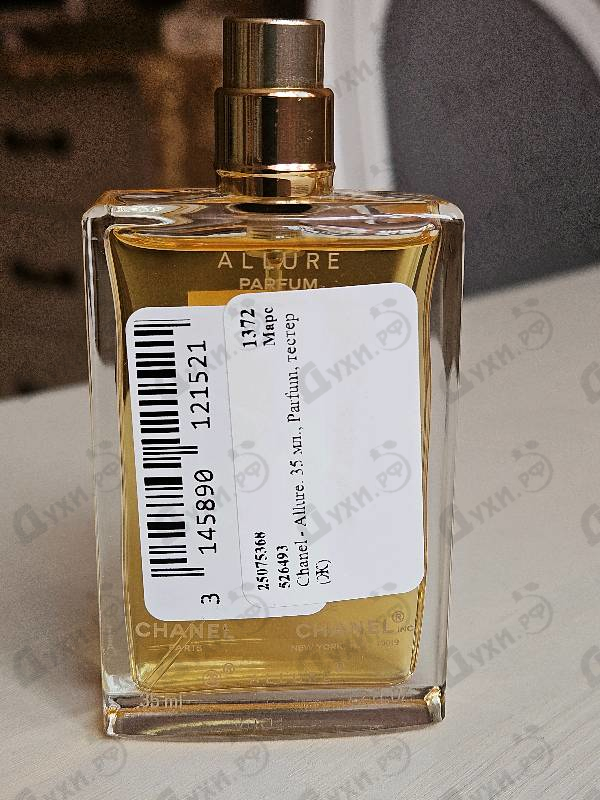 ALLURE
PARFUM
3 145890 121521
1372
Марс
25075368
526493
Chanel - Allure. 35 мл., Parfum, тестер
(Ж)
CHANEL
PARIS
CHANEL® INC
NEW YORK 10019
35 ml
ДУХИ.РФ